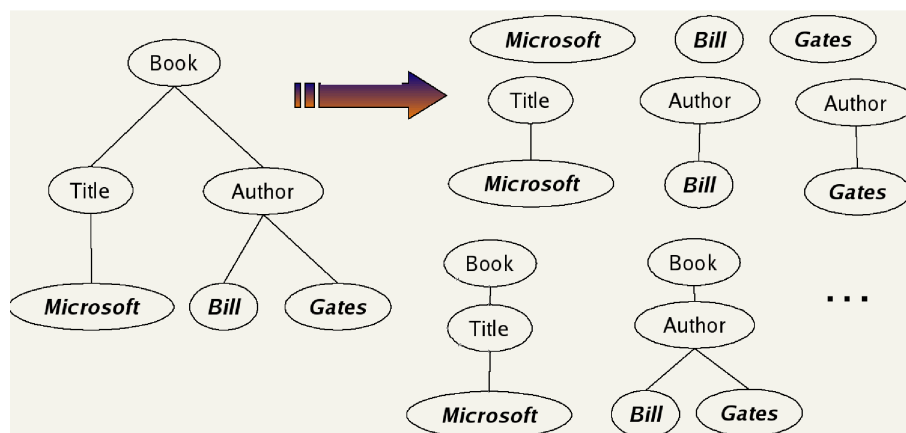 Book
Title Author
Microsoft Bill Gates
Microsoft Bill Gates
Title Author Author
Microsoft Bill Gates
Book Book
Title Author
Microsoft Bill Gates
...